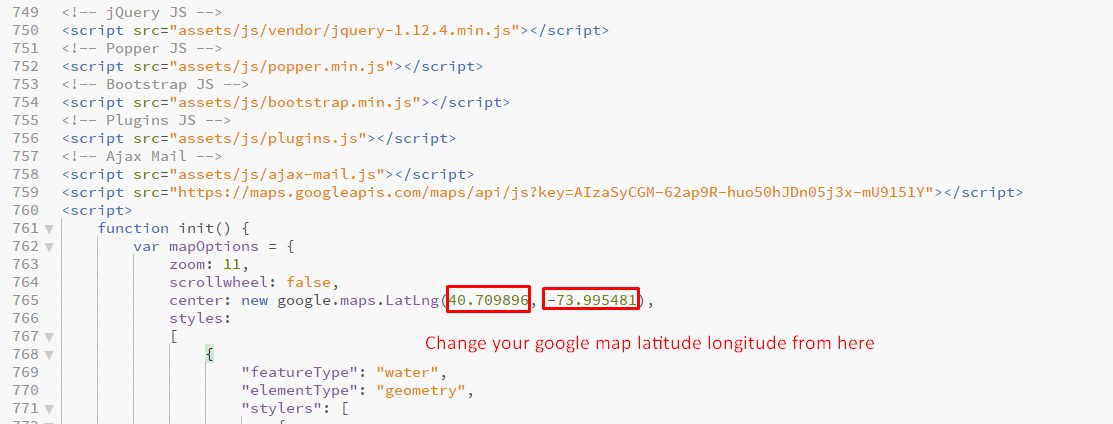 749 <!-- jQuery JS -->
750 <script src="assets/js/vendor/jquery-1.12.4.min.js"></script>
751 <!-- Popper JS -->
752 <script src="assets/js/popper.min.js"></script>
753 <!-- Bootstrap JS -->
754 <script src="assets/js/bootstrap.min.js"></script>
755 <!-- Plugins JS -->
756 <script src="assets/js/plugins.js"></script>
757 <!-- Ajax Mail -->
758 <script src="assets/js/ajax-mail.js"></script>
759 <script src="https://maps.googleapis.com/maps/api/js?key=AIzaSyCGM-62ap9R-huo50hJDn05j3x-mU9151Y"></script>
760 <script>
761 function init() {
762 var mapOptions = {
763 zoom: 11,
764 scrollwheel: false,
765 center: new google.maps.LatLng(40.709896, -73.995481),
766 styles:
767 [
Change your google map latitude longitude from here
768 {
769 "featureType": "water",
770 "elementType": "geometry",
771 "stylers": [